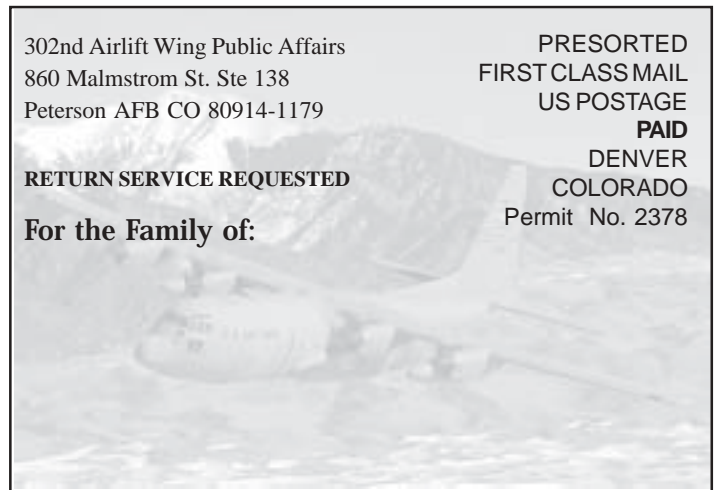 302nd Airlift Wing Public Affairs
860 Malmstrom St. Ste 138
Peterson AFB CO 80914-1179
RETURN SERVICE REQUESTED
For the Family of:
PRESORTED
FIRST CLASS MAIL
US POSTAGE
PAID
DENVER
COLORADO
Permit No. 2378